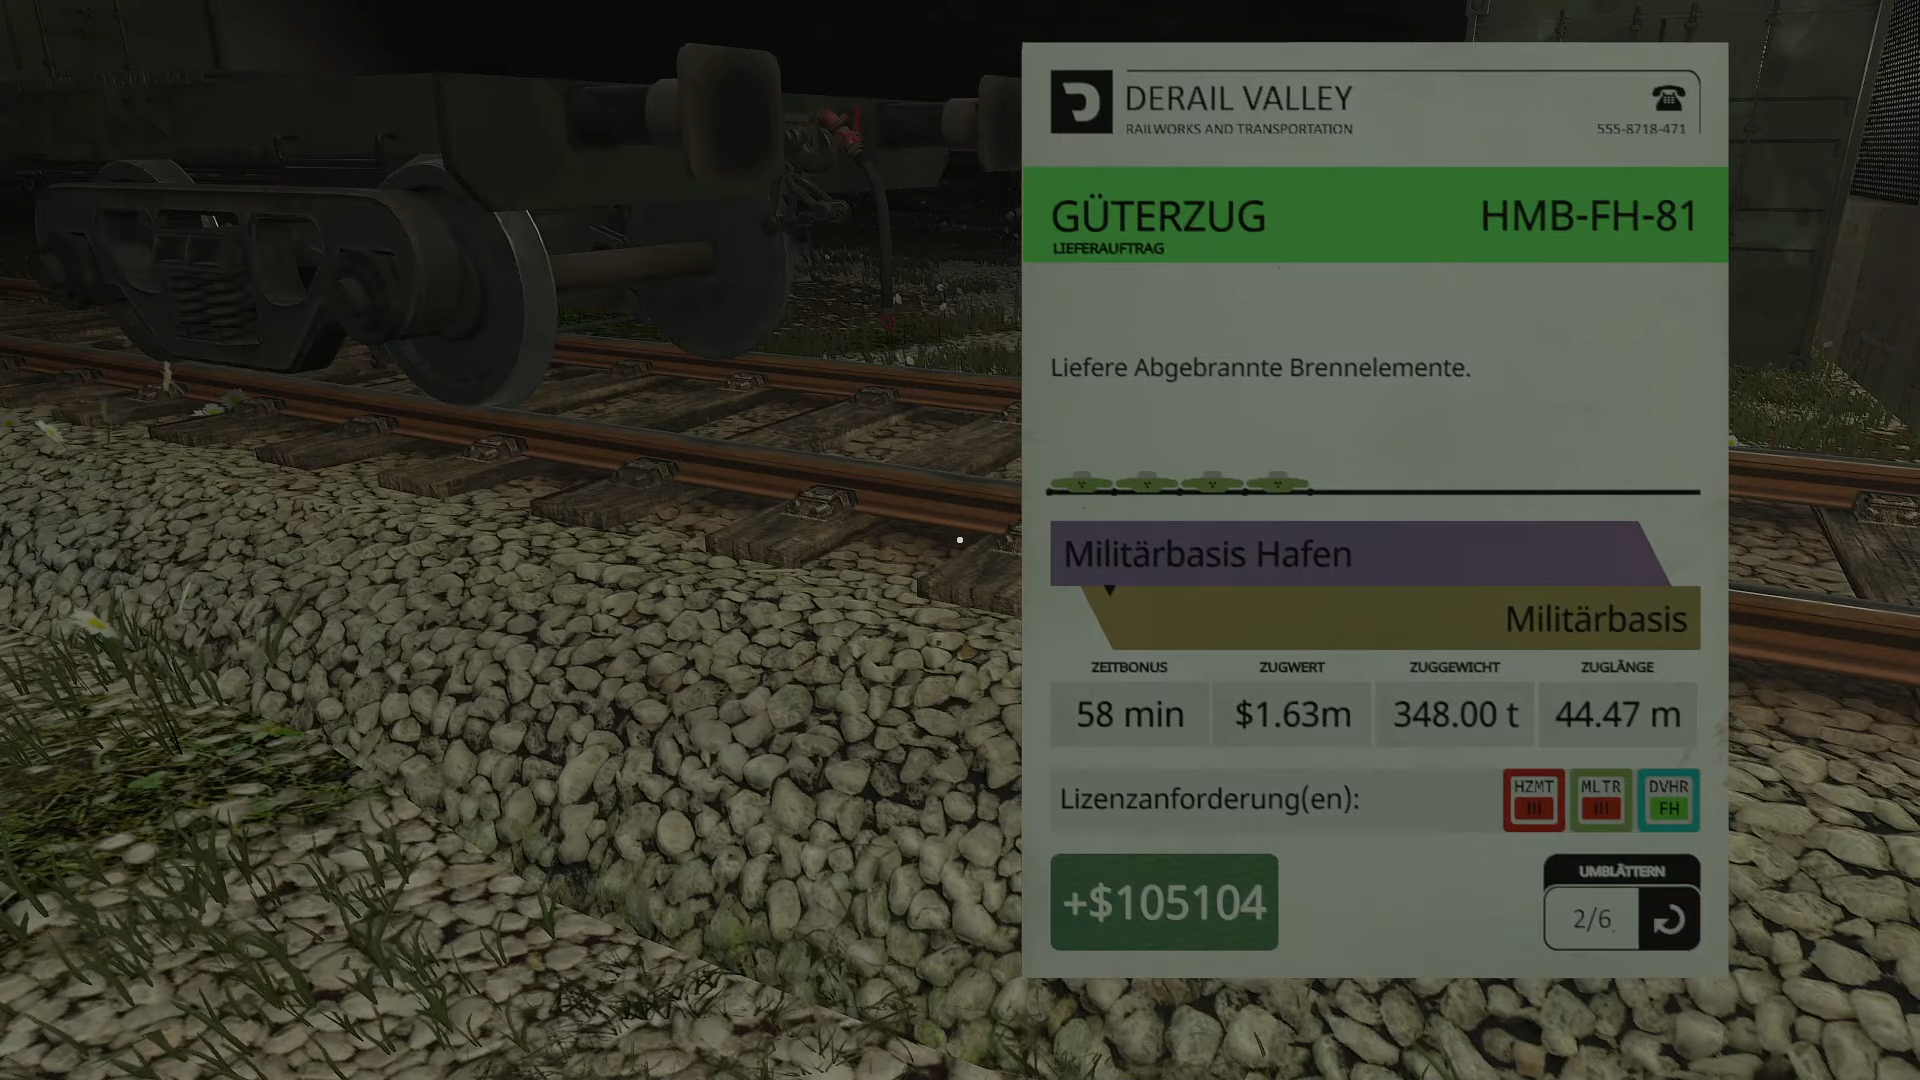 DERAIL VALLEY
RAILWORKS AND TRANSPORTATION
555-8718-471
GÜTERZUG HMB-FH-81
LIEFERAUFTRAG
Liefere Abgebrannte Brennelemente.
Militärbasis Hafen
Militärbasis
ZEITBONUS ZUGWERT ZUGGEWICHT ZUGLÄNGE
58 min $1.63m 348.00 t 44.47 m
Lizenzanforderung(en): HZMT III MLTR III DVHR FH
+$105104
UMBLÄTTERN
2/6